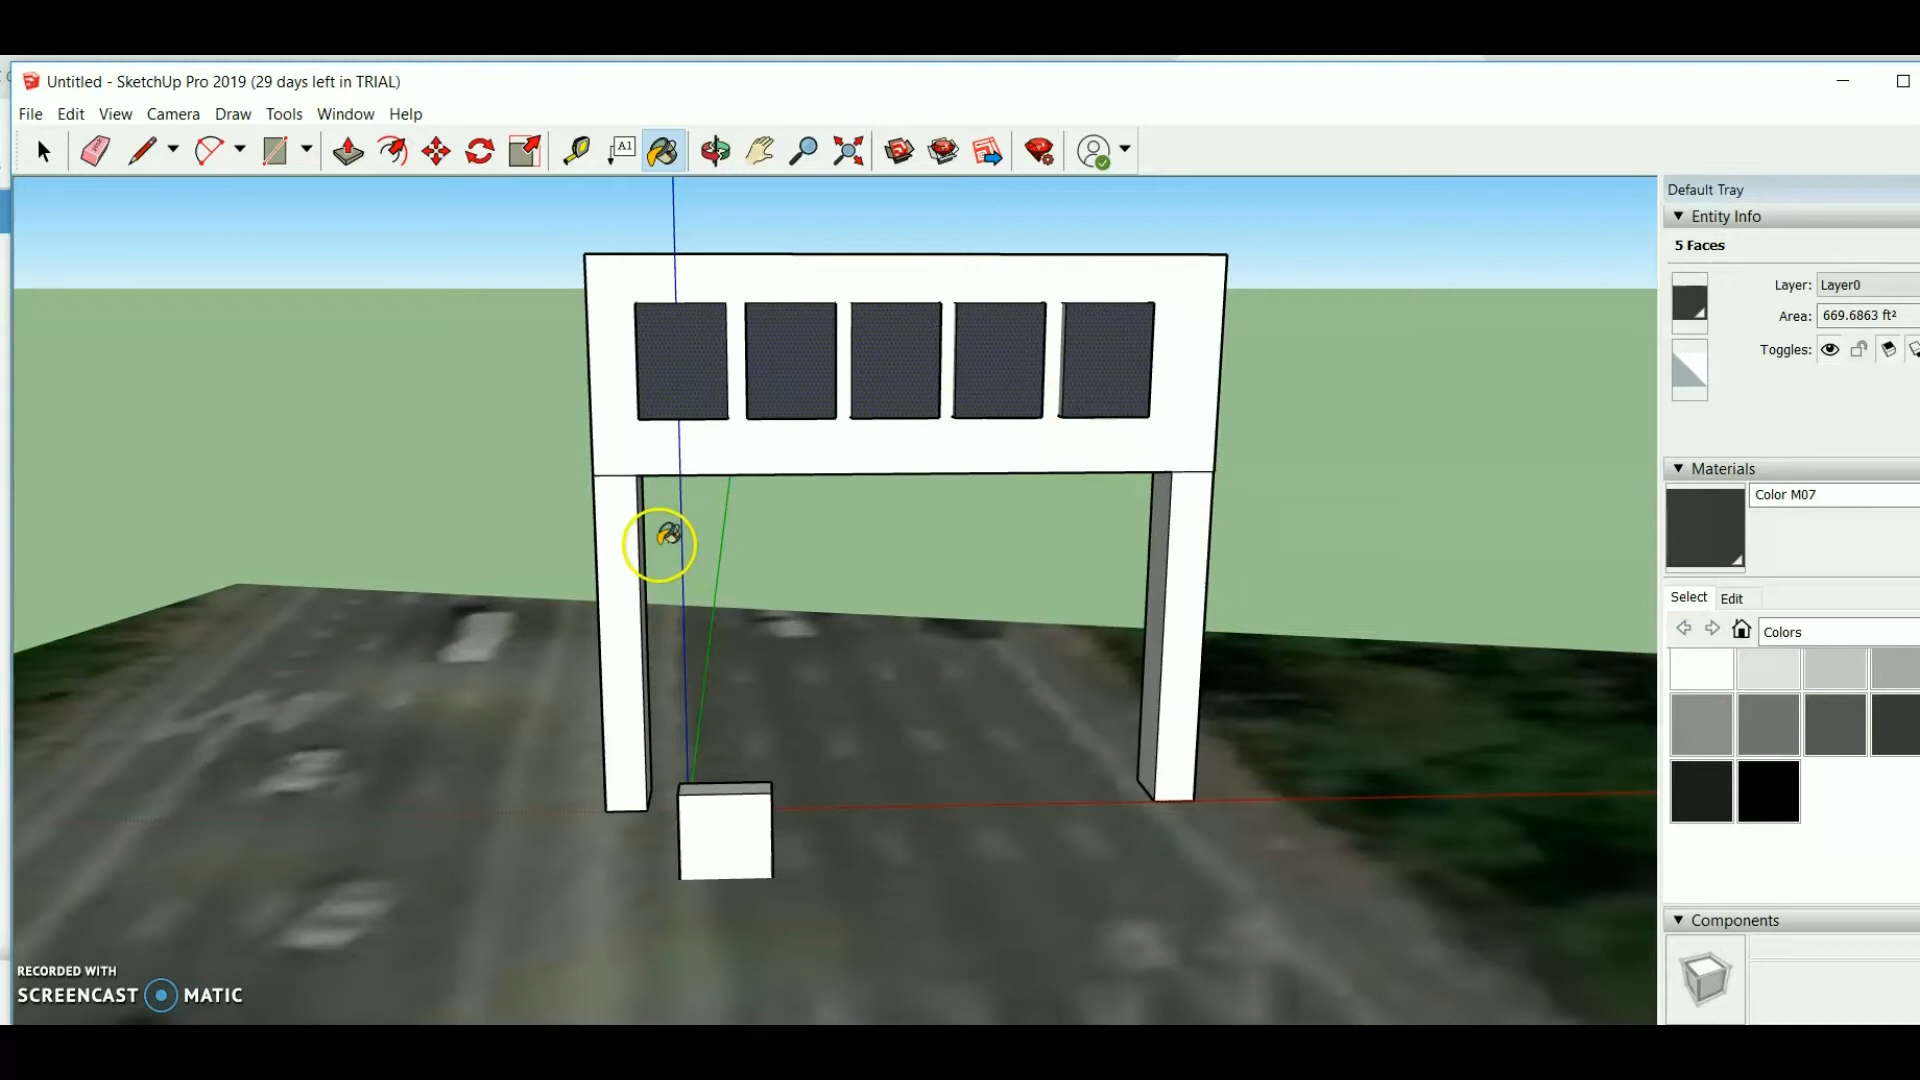 Untitled - SketchUp Pro 2019 (29 days left in TRIAL)
File Edit View Camera Draw Tools Window Help
A1
Default Tray
Entity Info
5 Faces
Layer: Layer0
Area: 669.6863 ft²
Toggles:
Materials
Color M07
Select Edit
Colors
Components
RECORDED WITH
SCREENCAST MATIC